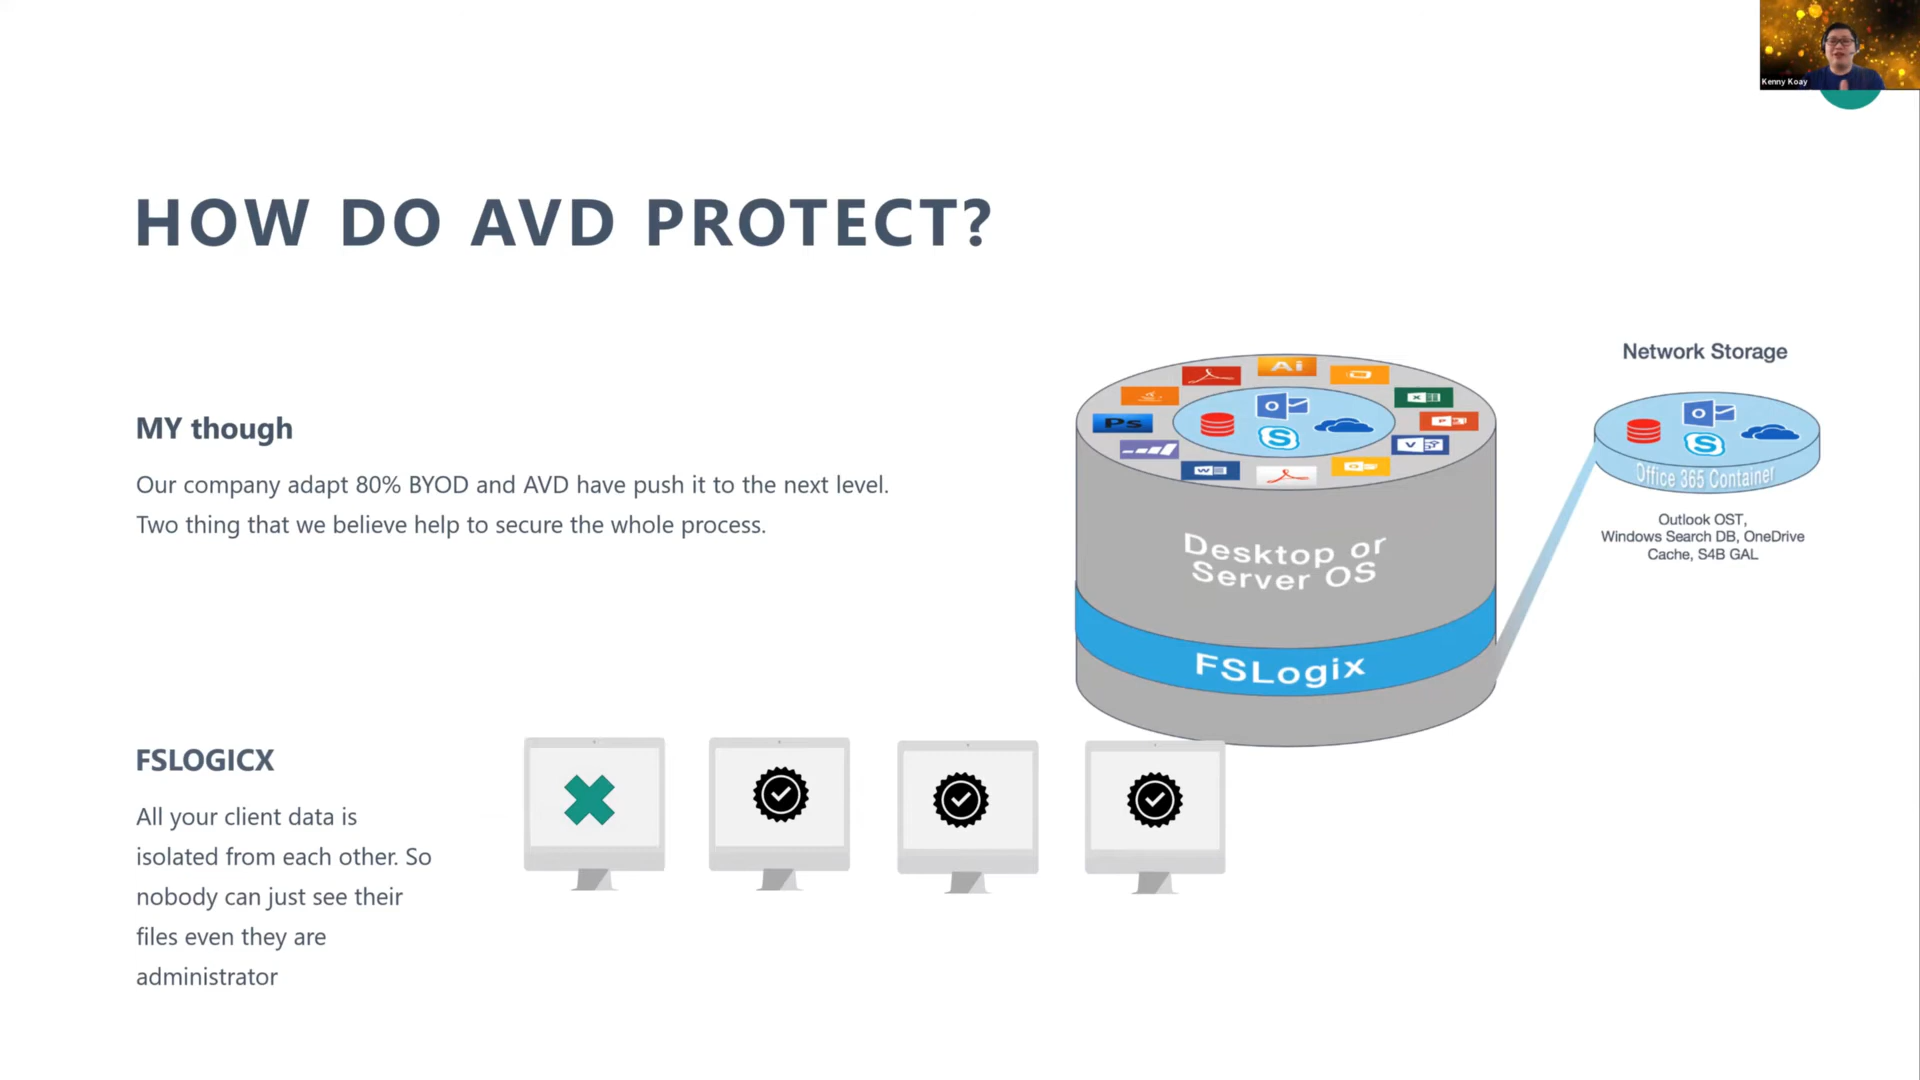 Kenny Koay
HOW DO AVD PROTECT?
MY though
Our company adapt 80% BYOD and AVD have push it to the next level.
Two thing that we believe help to secure the whole process.
Ai
Ps
Desktop or
Server OS
FSLogix
Network Storage
Office 365 Container
Outlook OST,
Windows Search DB, OneDrive
Cache, S4B GAL
FSLOGICX
All your client data is
isolated from each other. So
nobody can just see their
files even they are
administrator